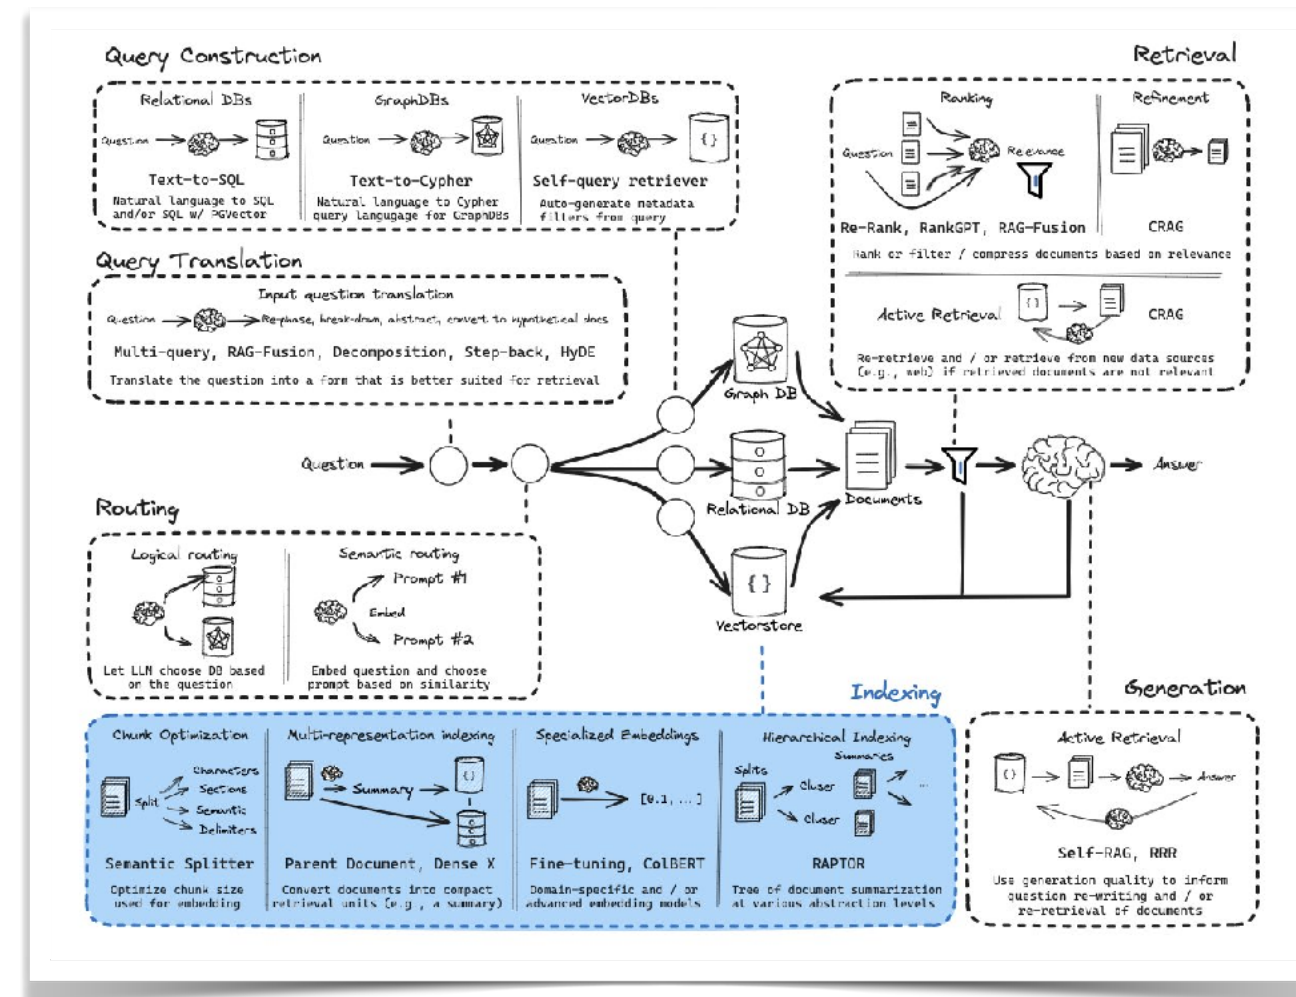 Query Construction
Relational DBs
Question
Text-to-SQL
Natural language to SQL
and/or SQL w/ PGVector
GraphDBs
Question
Text-to-Cypher
Natural language to Cypher
query langugage for GraphDBs
VectorDBs
Question
{}
Self-query retriever
Auto-generate metadata
filters from query
Retrieval
Ranking
Question
Relevance
Re-Rank, RankGPT, RAG-Fusion
Refinement
CRAG
Rank or filter / compress documents based on relevance
Active Retrieval
{}
CRAG
Re-retrieve and / or retrieve from new data sources
(e.g., web) if retrieved documents are not relevant
Query Translation
Input question translation
Question
Re-phase, break-down, abstract, convert to hypothetical docs
Multi-query, RAG-Fusion, Decomposition, Step-back, HyDE
Translate the question into a form that is better suited for retrieval
Question
Graph DB
Relational DB
{}
Vectorstore
Documents
Answer
Routing
Logical routing
Let LLM choose DB based
on the question
Semantic routing
Prompt #1
Embed
Prompt #2
Embed question and choose
prompt based on similarity
Indexing
Chunk Optimization
Split
Characters
Sections
Semantic
Delimiters
Semantic Splitter
Optimize chunk size
used for embedding
Multi-representation indexing
Summary
{}
Parent Document, Dense X
Convert documents into compact
retrieval units (e.g., a summary)
Specialized Embeddings
[0.1, ...]
Fine-tuning, ColBERT
Domain-specific and / or
advanced embedding models
Hierarchical Indexing
Splits
Summaries
Cluser
Cluser
...
RAPTOR
Tree of document summarization
at various abstraction levels
Generation
Active Retrieval
{}
Answer
Self-RAG, RRR
Use generation quality to inform
question re-writing and / or
re-retrieval of documents